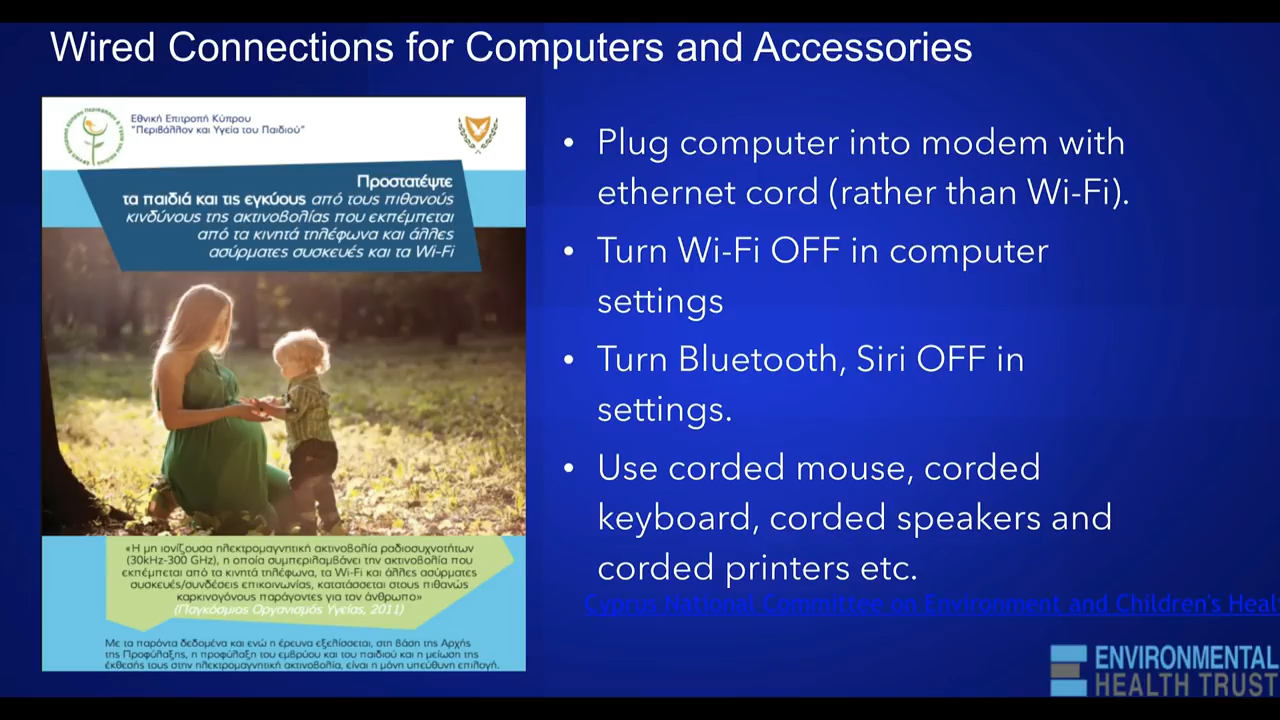 Wired Connections for Computers and Accessories
Εθνική Επιτροπή Κύπρου
"Περιβάλλον και Υγεία του Παιδιού"
Προστατέψτε
τα παιδιά και τις εγκύους από τους πιθανούς
κινδύνους της ακτινοβολίας που εκπέμπεται
από τα κινητά τηλέφωνα και άλλες
ασύρματες συσκευές και τα Wi-Fi
«Η μη ιονίζουσα ηλεκτρομαγνητική ακτινοβολία ραδιοσυχνοτήτων
(30kHz-300 GHz), η οποία συμπεριλαμβάνει την ακτινοβολία που
εκπέμπεται από τα κινητά τηλέφωνα, τα Wi-Fi και άλλες ασύρματες
συσκευές/συνδέσεις επικοινωνίας, κατατάσσεται στους πιθανώς
καρκινογόνους παράγοντες για τον άνθρωπο»
(Παγκόσμιος Οργανισμός Υγείας, 2011)
Με τα παρόντα δεδομένα και ενώ η έρευνα εξελίσσεται, στη βάση της Αρχής
της Προφύλαξης, η προφύλαξη του εμβρύου και του παιδιού και η μείωση της
έκθεσής τους στην ηλεκτρομαγνητική ακτινοβολία, είναι η μόνη υπεύθυνη επιλογή.
• Plug computer into modem with
ethernet cord (rather than Wi-Fi).
• Turn Wi-Fi OFF in computer
settings
• Turn Bluetooth, Siri OFF in
settings.
• Use corded mouse, corded
keyboard, corded speakers and
corded printers etc.
Cyprus National Committee on Environment and Children's Heal
ENVIRONMENTAL
HEALTH TRUST